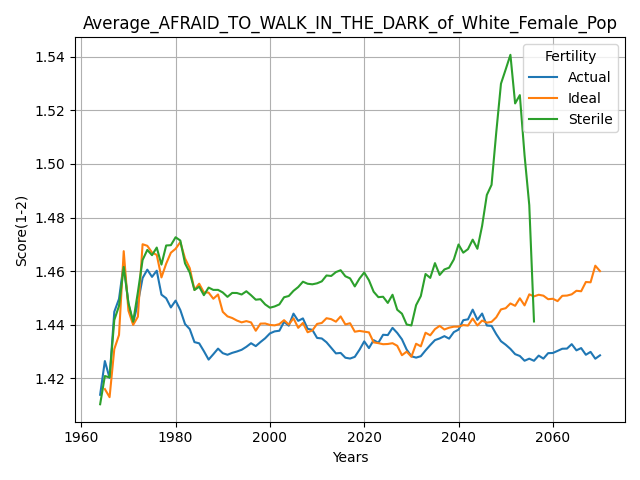 Average_AFRAID_TO_WALK_IN_THE_DARK_of_White_Female_Pop
Fertility
Actual
Ideal
Sterile
Score(1-2)
1.54
1.52
1.50
1.48
1.46
1.44
1.42
1960
1980
2000
2020
2040
2060
Years